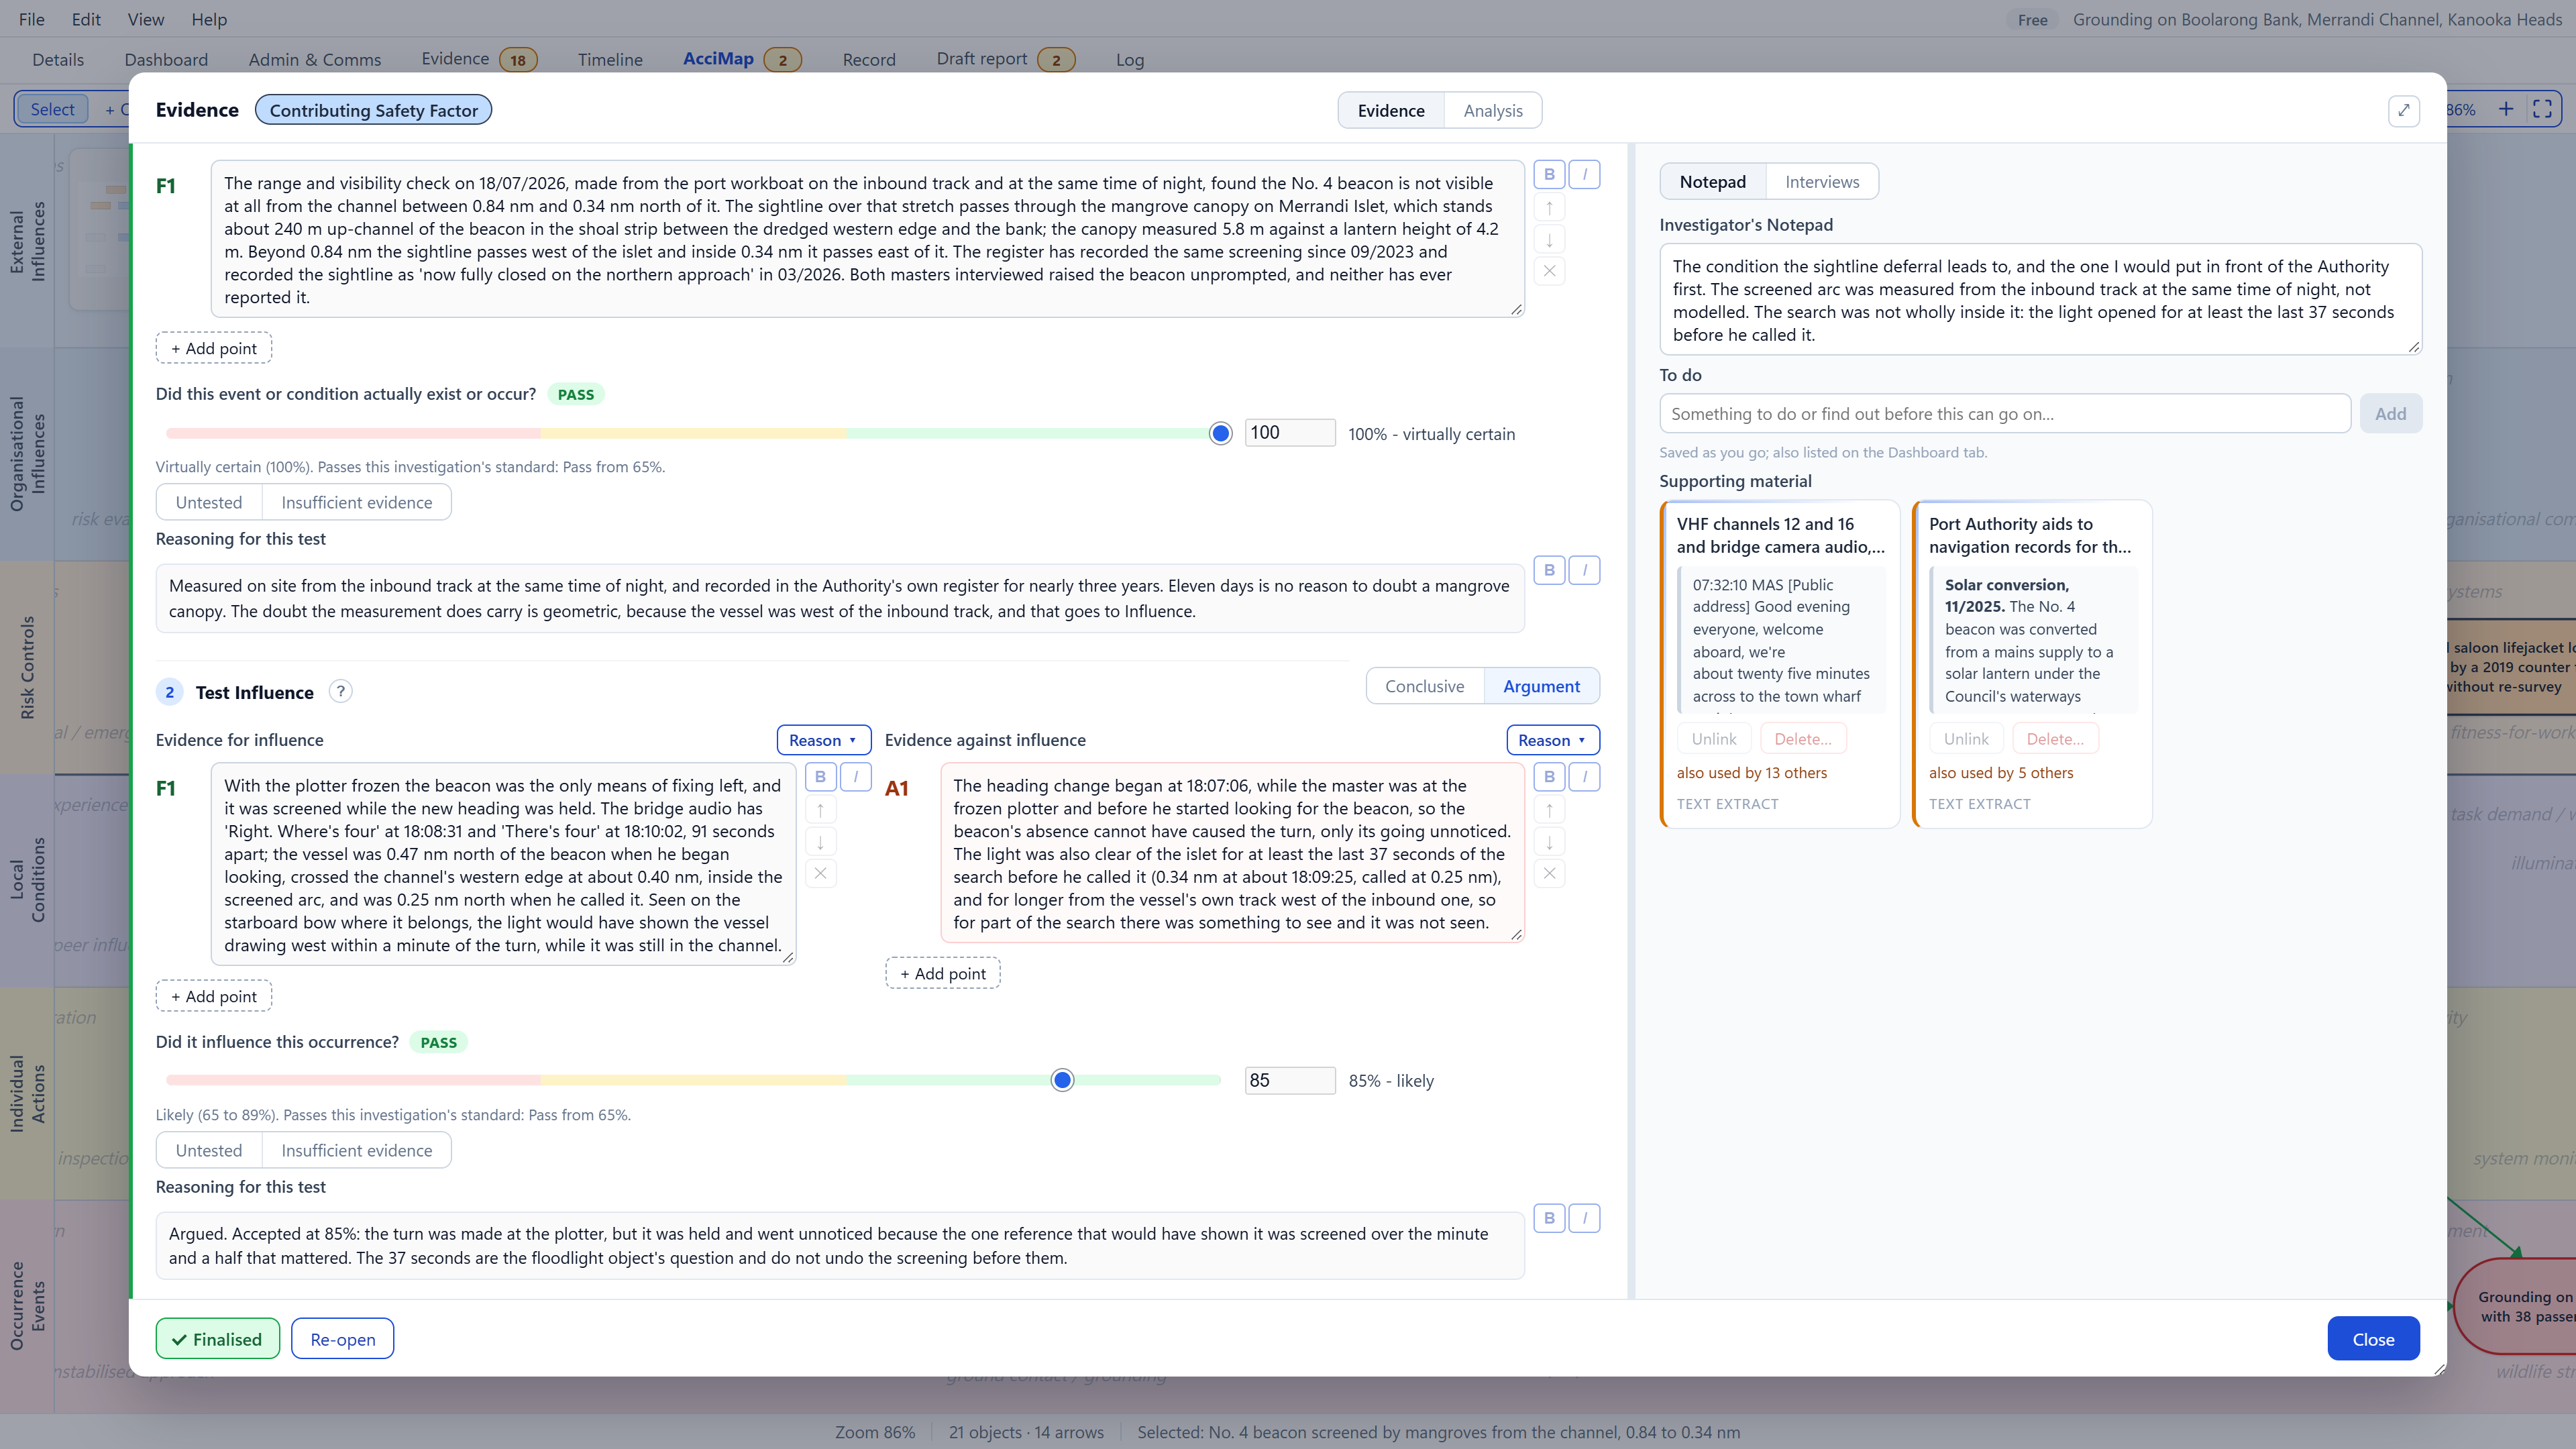 File Edit View Help
Free Grounding on Boolarong Bank, Merrandi Channel, Kanooka Heads
Details Dashboard Admin & Comms Evidence 18 Timeline AcciMap 2 Record Draft report 2 Log
Select 86% +
Evidence Contributing Safety Factor Evidence Analysis
F1
The range and visibility check on 18/07/2026, made from the port workboat on the inbound track and at the same time of night, found the No. 4 beacon is not visible
at all from the channel between 0.84 nm and 0.34 nm north of it. The sightline over that stretch passes through the mangrove canopy on Merrandi Islet, which stands
about 240 m up-channel of the beacon in the shoal strip between the dredged western edge and the bank; the canopy measured 5.8 m against a lantern height of 4.2
m. Beyond 0.84 nm the sightline passes west of the islet and inside 0.34 nm it passes east of it. The register has recorded the same screening since 09/2023 and
recorded the sightline as 'now fully closed on the northern approach' in 03/2026. Both masters interviewed raised the beacon unprompted, and neither has ever
reported it.
B I
+ Add point
Did this event or condition actually exist or occur? PASS
100 100% - virtually certain
Virtually certain (100%). Passes this investigation's standard: Pass from 65%.
Untested Insufficient evidence
Reasoning for this test
Measured on site from the inbound track at the same time of night, and recorded in the Authority's own register for nearly three years. Eleven days is no reason to doubt a mangrove
canopy. The doubt the measurement does carry is geometric, because the vessel was west of the inbound track, and that goes to Influence.
B I
2 Test Influence ? Conclusive Argument
Evidence for influence Reason ▼
F1
With the plotter frozen the beacon was the only means of fixing left, and
it was screened while the new heading was held. The bridge audio has
'Right. Where's four' at 18:08:31 and 'There's four' at 18:10:02, 91 seconds
apart; the vessel was 0.47 nm north of the beacon when he began
looking, crossed the channel's western edge at about 0.40 nm, inside the
screened arc, and was 0.25 nm north when he called it. Seen on the
starboard bow where it belongs, the light would have shown the vessel
drawing west within a minute of the turn, while it was still in the channel.
B I
+ Add point
Evidence against influence Reason ▼
A1
The heading change began at 18:07:06, while the master was at the
frozen plotter and before he started looking for the beacon, so the
beacon's absence cannot have caused the turn, only its going unnoticed.
The light was also clear of the islet for at least the last 37 seconds of the
search before he called it (0.34 nm at about 18:09:25, called at 0.25 nm),
and for longer from the vessel's own track west of the inbound one, so
for part of the search there was something to see and it was not seen.
B I
+ Add point
Did it influence this occurrence? PASS
85 85% - likely
Likely (65 to 89%). Passes this investigation's standard: Pass from 65%.
Untested Insufficient evidence
Reasoning for this test
Argued. Accepted at 85%: the turn was made at the plotter, but it was held and went unnoticed because the one reference that would have shown it was screened over the minute
and a half that mattered. The 37 seconds are the floodlight object's question and do not undo the screening before them.
B I
✓ Finalised Re-open Close
Notepad Interviews
Investigator's Notepad
The condition the sightline deferral leads to, and the one I would put in front of the Authority
first. The screened arc was measured from the inbound track at the same time of night, not
modelled. The search was not wholly inside it: the light opened for at least the last 37 seconds
before he called it.
To do
Something to do or find out before this can go on...
Add
Saved as you go; also listed on the Dashboard tab.
Supporting material
VHF channels 12 and 16
and bridge camera audio,...
07:32:10 MAS [Public
address] Good evening
everyone, welcome
aboard, we're
about twenty five minutes
across to the town wharf
Unlink Delete...
also used by 13 others
TEXT EXTRACT
Port Authority aids to
navigation records for th...
Solar conversion,
11/2025. The No. 4
beacon was converted
from a mains supply to a
solar lantern under the
Council's waterways
Unlink Delete...
also used by 5 others
TEXT EXTRACT
External
Influences
Organisational
Influences
risk eva
Risk Controls
al / emerg
Local
Conditions
xperience
peer influ
Individual
Actions
ration
inspectio
Occurrence
Events
nstabilised approach
ground contact / grounding
ganisational com
ystems
l saloon lifejacket lo
by a 2019 counter
without re-survey
fitness-for-work
task demand / w
illuminat
ity
system moni
ment
Grounding on
with 38 passen
wildlife str
Zoom 86% 21 objects · 14 arrows Selected: No. 4 beacon screened by mangroves from the channel, 0.84 to 0.34 nm